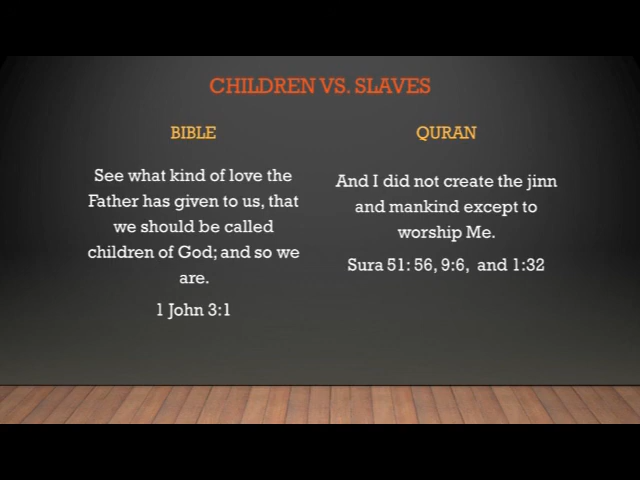 CHILDREN VS. SLAVES
BIBLE
See what kind of love the
Father has given to us, that
we should be called
children of God; and so we
are.
1 John 3:1
QURAN
And I did not create the jinn
and mankind except to
worship Me.
Sura 51: 56, 9:6, and 1:32